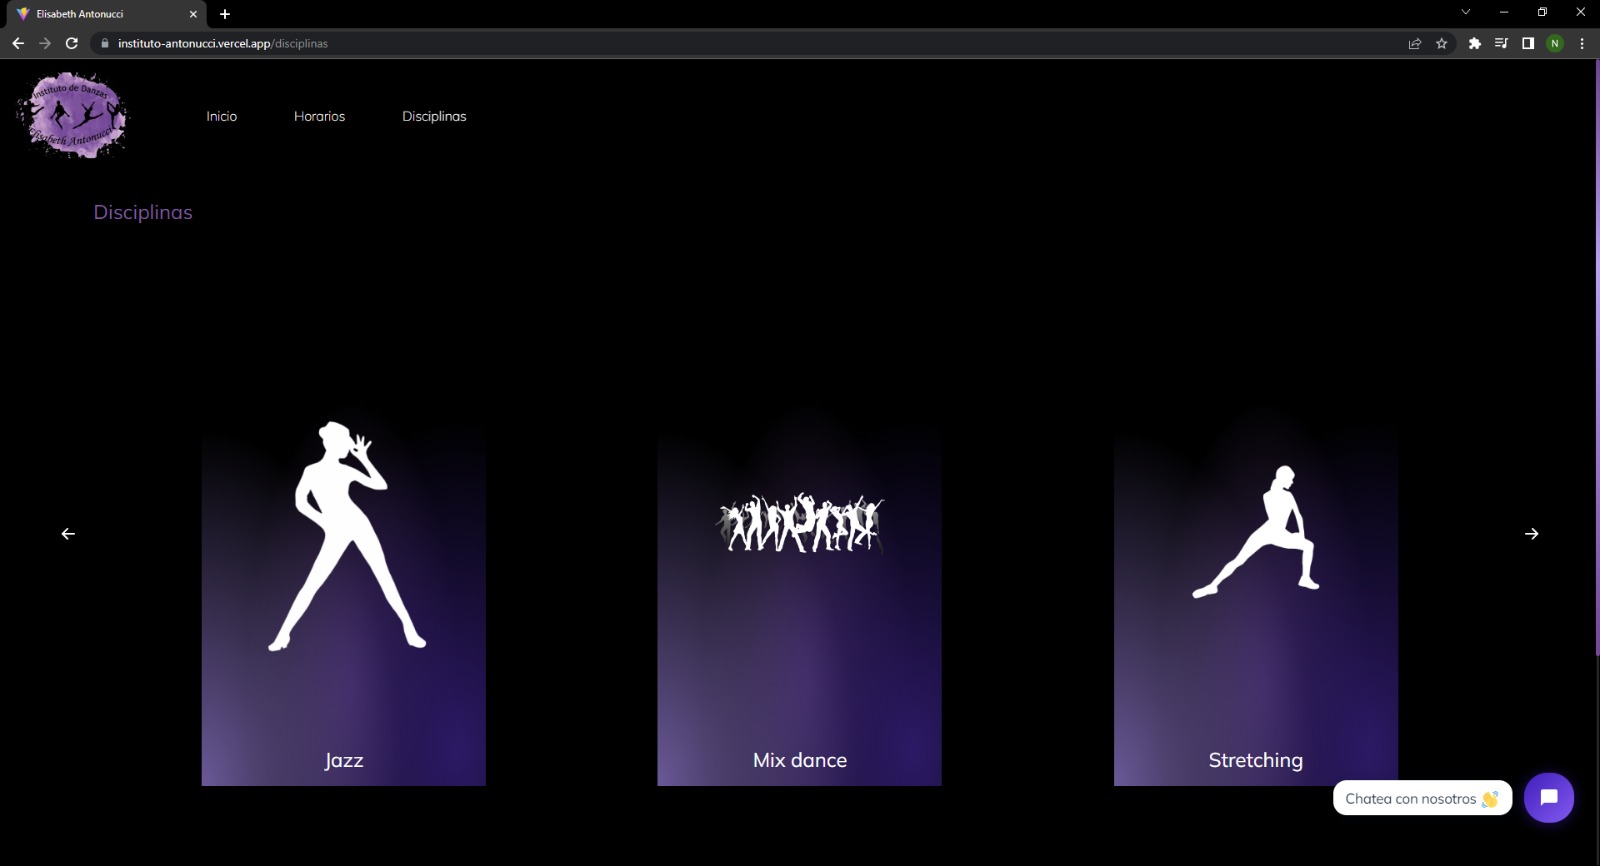 Elisabeth Antonucci
instituto-antonucci.vercel.app/disciplinas
N
Instituto de Danzas
Elisabeth Antonucci
Inicio
Horarios
Disciplinas
Disciplinas
Jazz
Mix dance
Stretching
Chatea con nosotros 👋